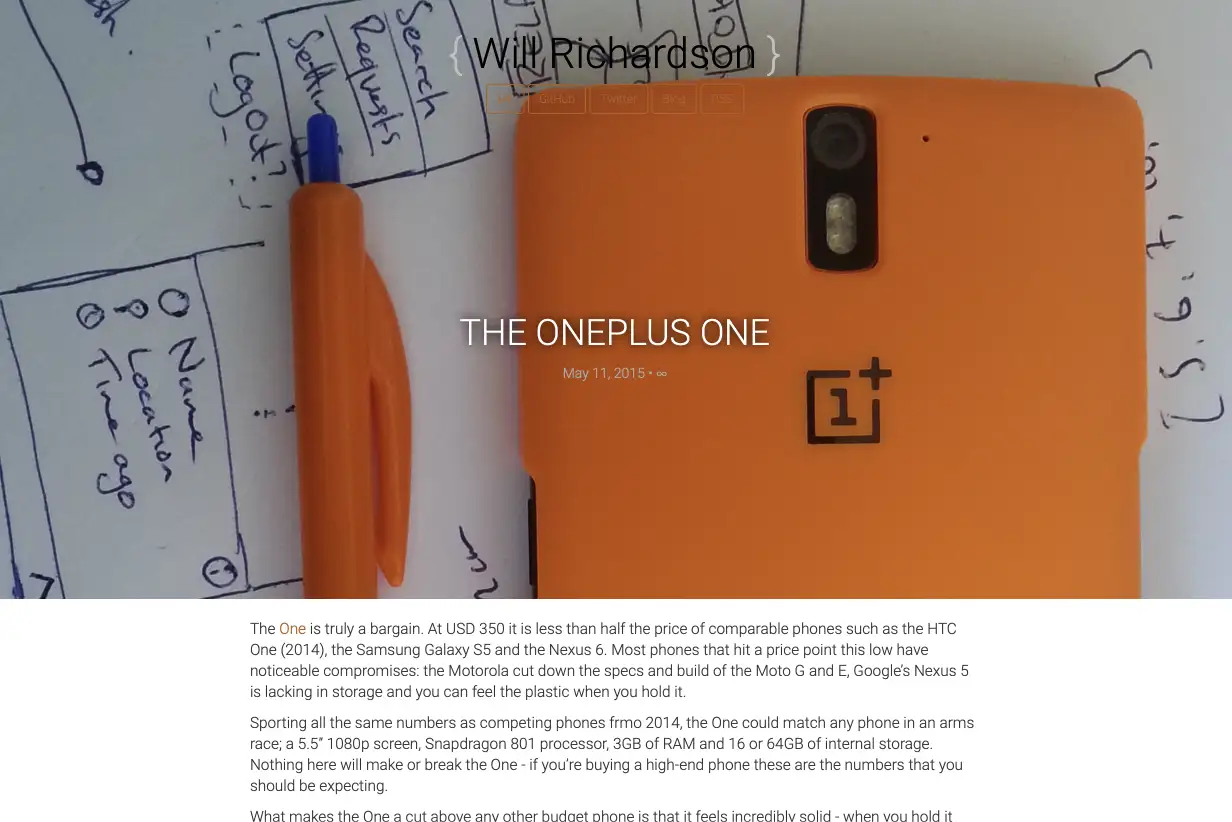 { Will Richardson }
GitHub
Twitter
Blog
RSS
Search
Requests
Logout?
THE ONEPLUS ONE
May 11, 2015 • ∞
1+
Name
Location
Time ago
The One is truly a bargain. At USD 350 it is less than half the price of comparable phones such as the HTC
One (2014), the Samsung Galaxy S5 and the Nexus 6. Most phones that hit a price point this low have
noticeable compromises: the Motorola cut down the specs and build of the Moto G and E, Google’s Nexus 5
is lacking in storage and you can feel the plastic when you hold it.
Sporting all the same numbers as competing phones frmo 2014, the One could match any phone in an arms
race; a 5.5” 1080p screen, Snapdragon 801 processor, 3GB of RAM and 16 or 64GB of internal storage.
Nothing here will make or break the One - if you’re buying a high-end phone these are the numbers that you
should be expecting.
What makes the One a cut above any other budget phone is that it feels incredibly solid - when you hold it